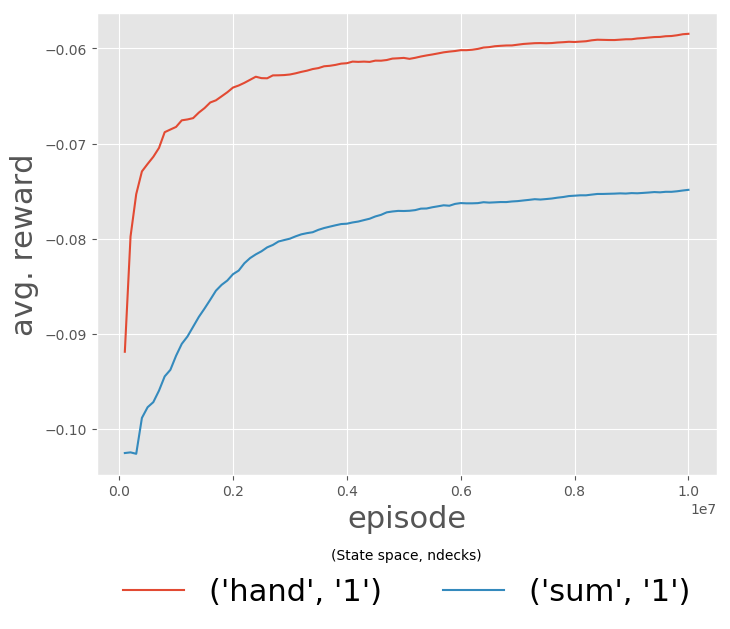 −0.06
−0.07
−0.08
−0.09
−0.10
avg. reward
0.0 0.2 0.4 0.6 0.8 1.0
1e7
episode
(State space, ndecks)
('hand', '1') ('sum', '1')